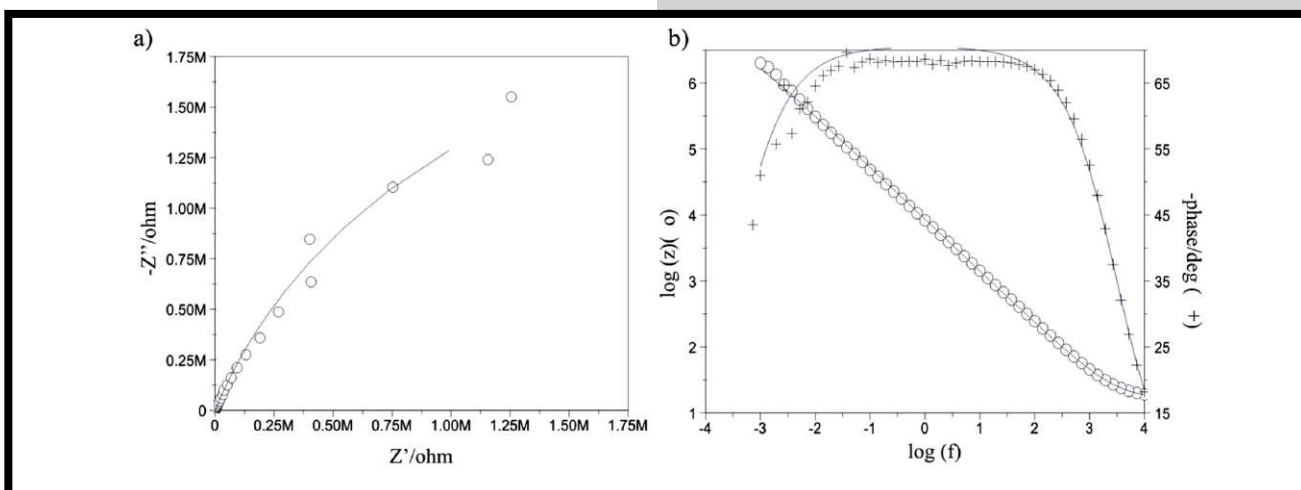 a)
1.75M
1.50M
1.25M
1.00M
0.75M
0.50M
0.25M
0
0.25M 0.50M 0.75M 1.00M 1.25M 1.50M 1.75M
-Z''/ohm
Z'/ohm
b)
6
5
4
3
2
1
-4 -3 -2 -1 0 1 2 3 4
log (z)( o)
log (f)
65
55
45
35
25
15
-phase/deg ( +)